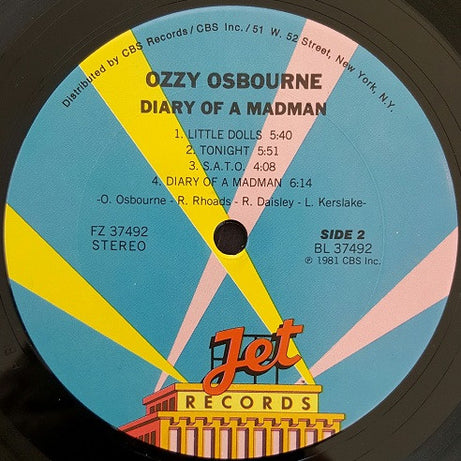 Distributed by CBS Records / CBS Inc. / 51 W. 52 Street, New York, N.Y.
OZZY OSBOURNE
DIARY OF A MADMAN
1. LITTLE DOLLS 5:40
2. TONIGHT 5:51
3. S.A.T.O. 4:08
4. DIARY OF A MADMAN 6:14
-O. Osbourne - R. Rhoads - R. Daisley - L. Kerslake-
FZ 37492
STEREO
SIDE 2
BL 37492
℗ 1981 CBS Inc.
Jet
RECORDS